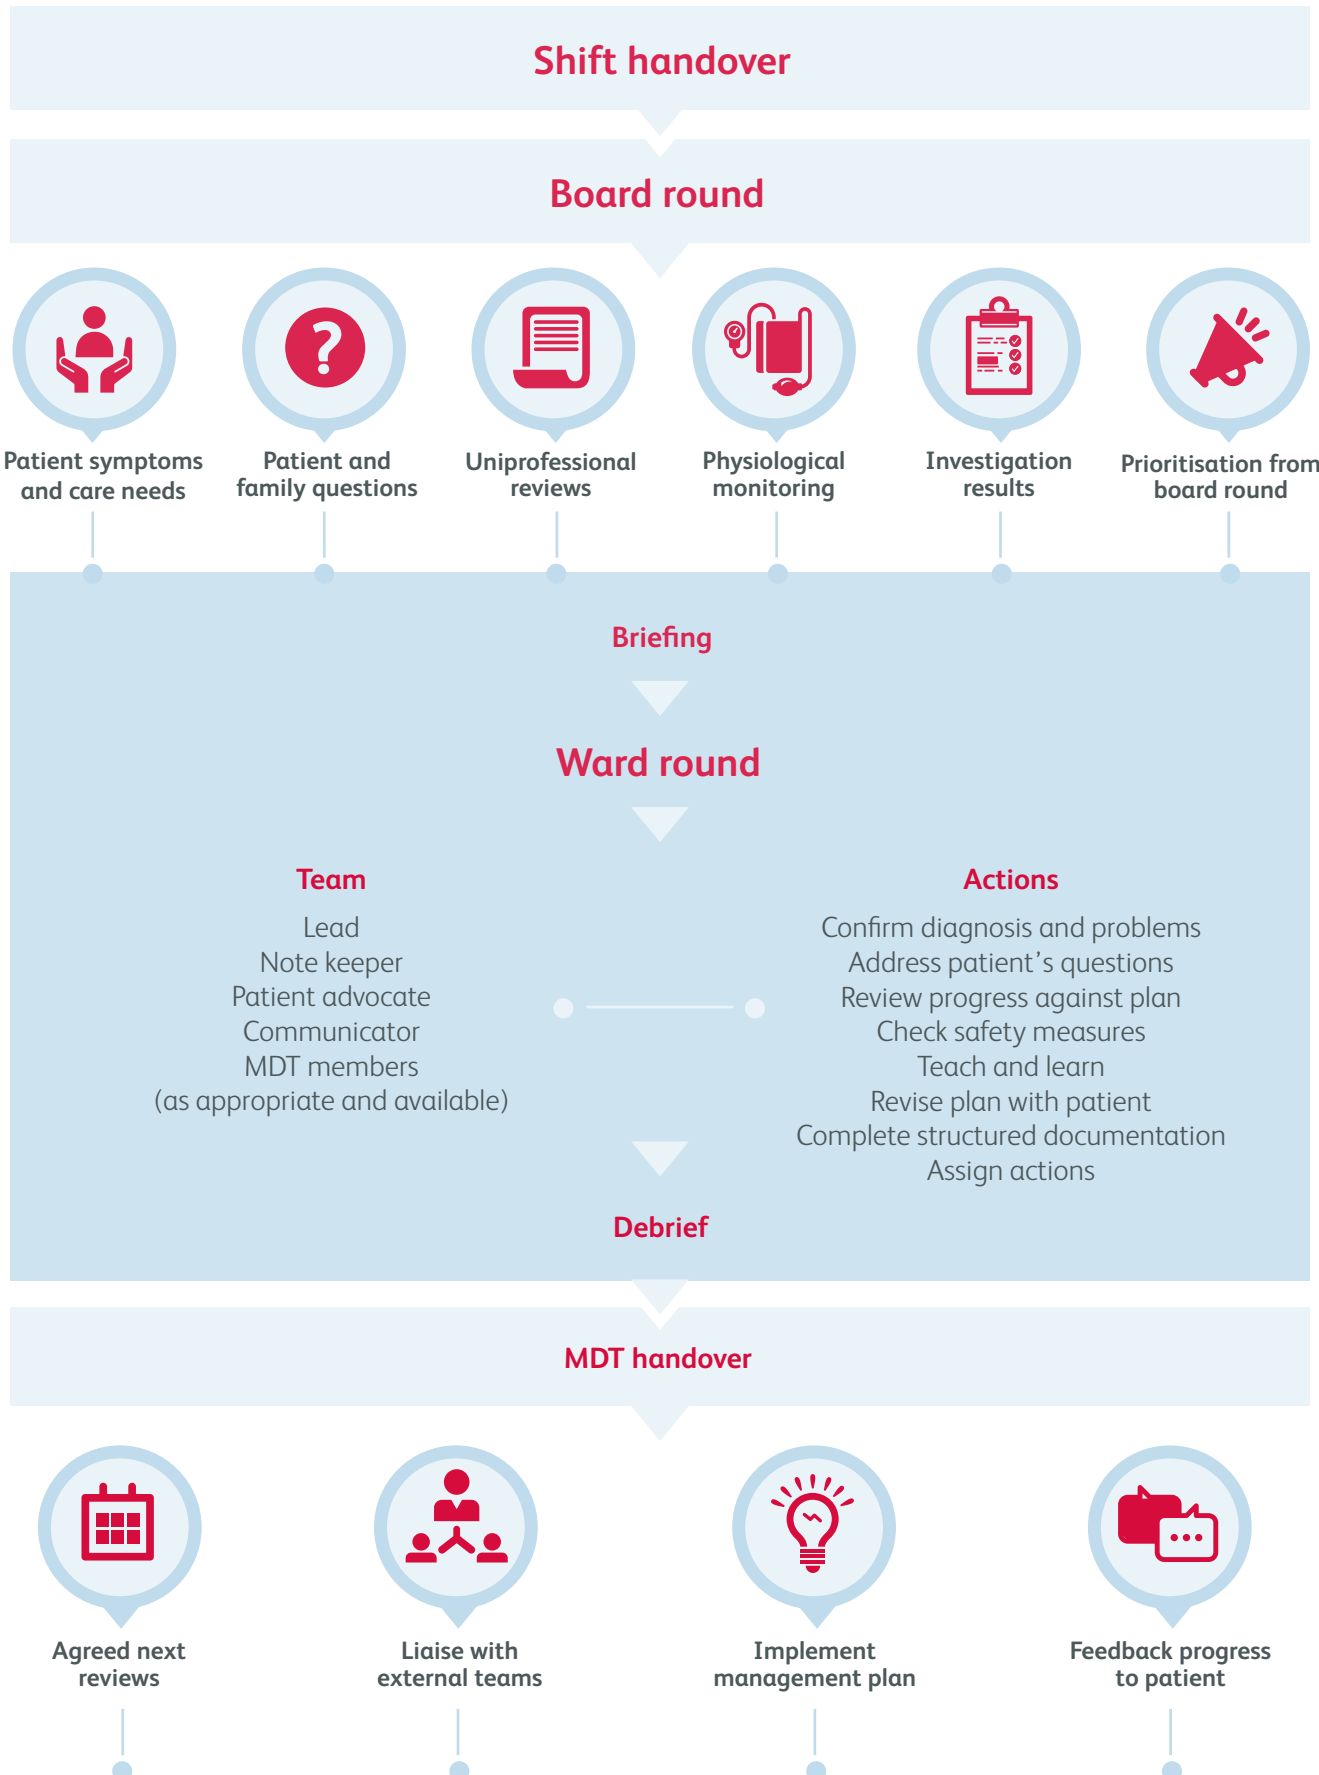 Shift handover
Board round
Patient symptoms
and care needs
Patient and
family questions
Uniprofessional
reviews
Physiological
monitoring
Investigation
results
Prioritisation from
board round
Briefing
Ward round
Team
Lead
Note keeper
Patient advocate
Communicator
MDT members
(as appropriate and available)
Actions
Confirm diagnosis and problems
Address patient’s questions
Review progress against plan
Check safety measures
Teach and learn
Revise plan with patient
Complete structured documentation
Assign actions
Debrief
MDT handover
Agreed next
reviews
Liaise with
external teams
Implement
management plan
Feedback progress
to patient